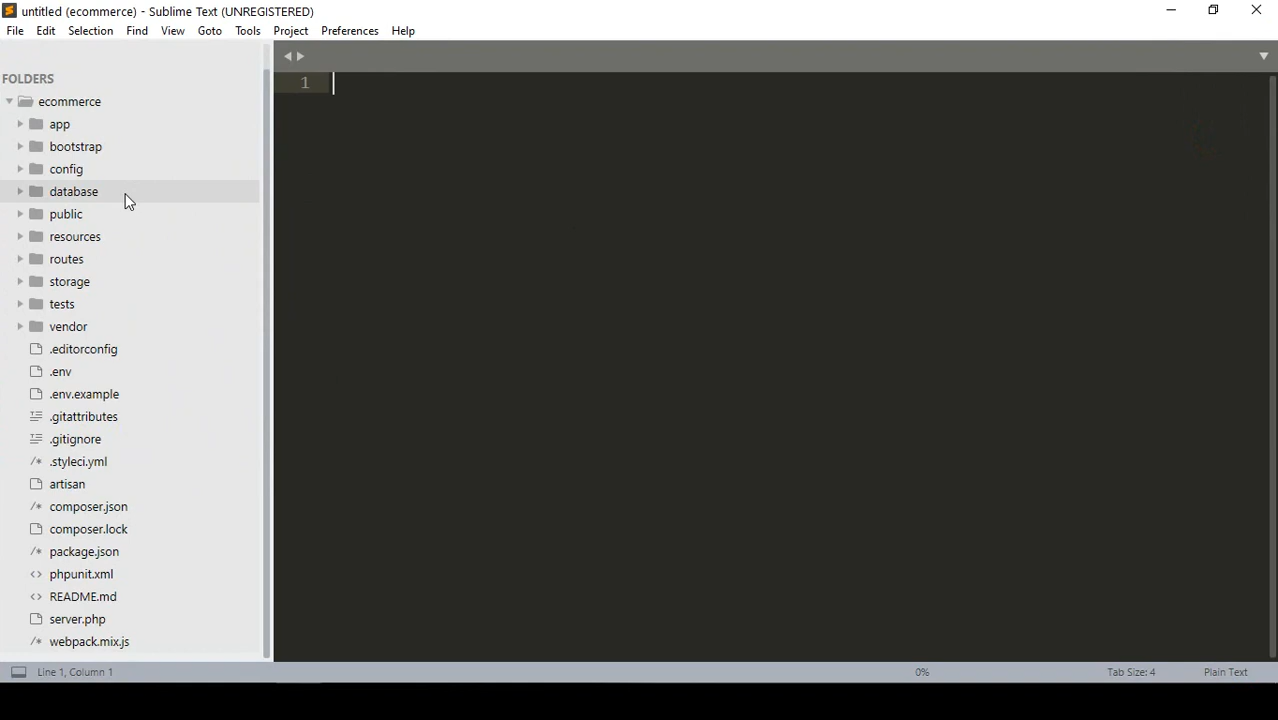 untitled (ecommerce) - Sublime Text (UNREGISTERED)
File Edit Selection Find View Goto Tools Project Preferences Help
FOLDERS
ecommerce
app
bootstrap
config
database
public
resources
routes
storage
tests
vendor
.editorconfig
.env
.env.example
.gitattributes
.gitignore
.styleci.yml
artisan
composer.json
composer.lock
package.json
phpunit.xml
README.md
server.php
webpack.mix.js
1
Line 1, Column 1 0% Tab Size: 4 Plain Text